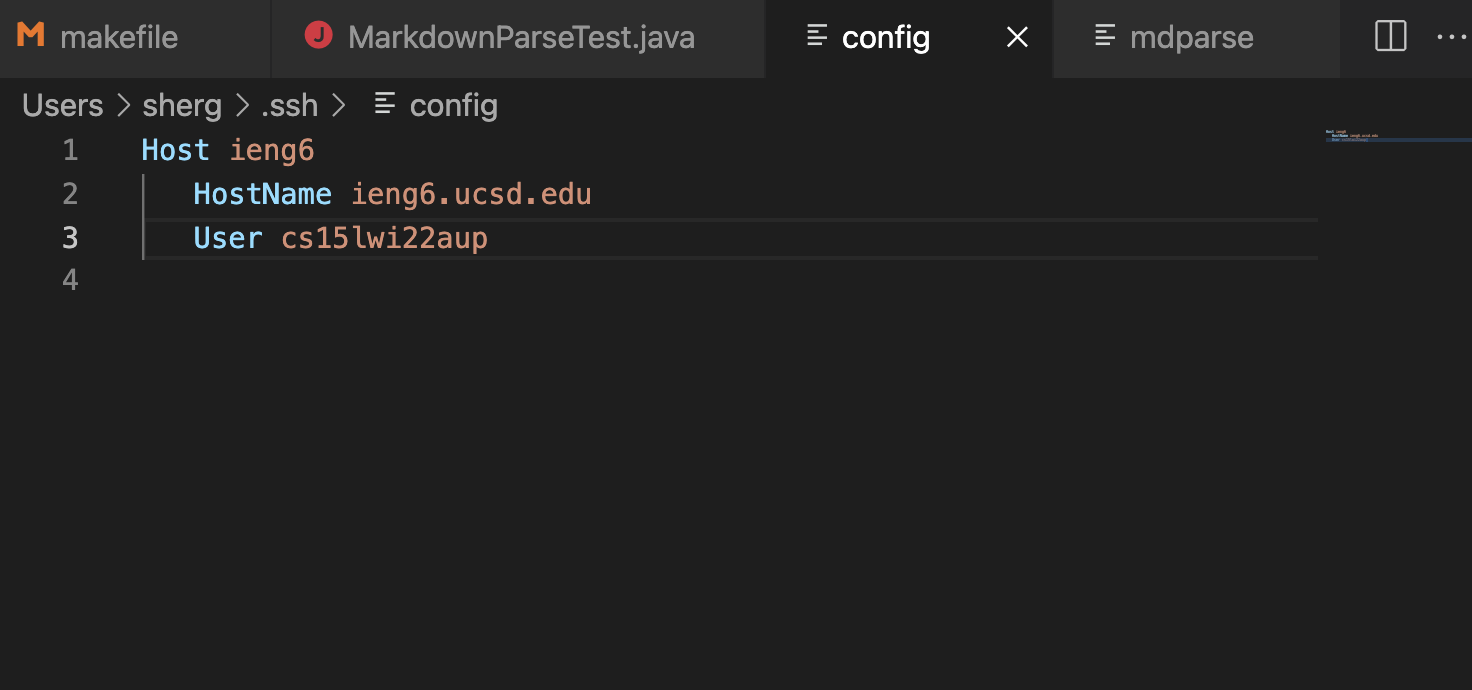 makefile MarkdownParseTest.java config mdparse
Users > sherg > .ssh > config
1 Host ieng6
2 HostName ieng6.ucsd.edu
3 User cs15lwi22aup
4